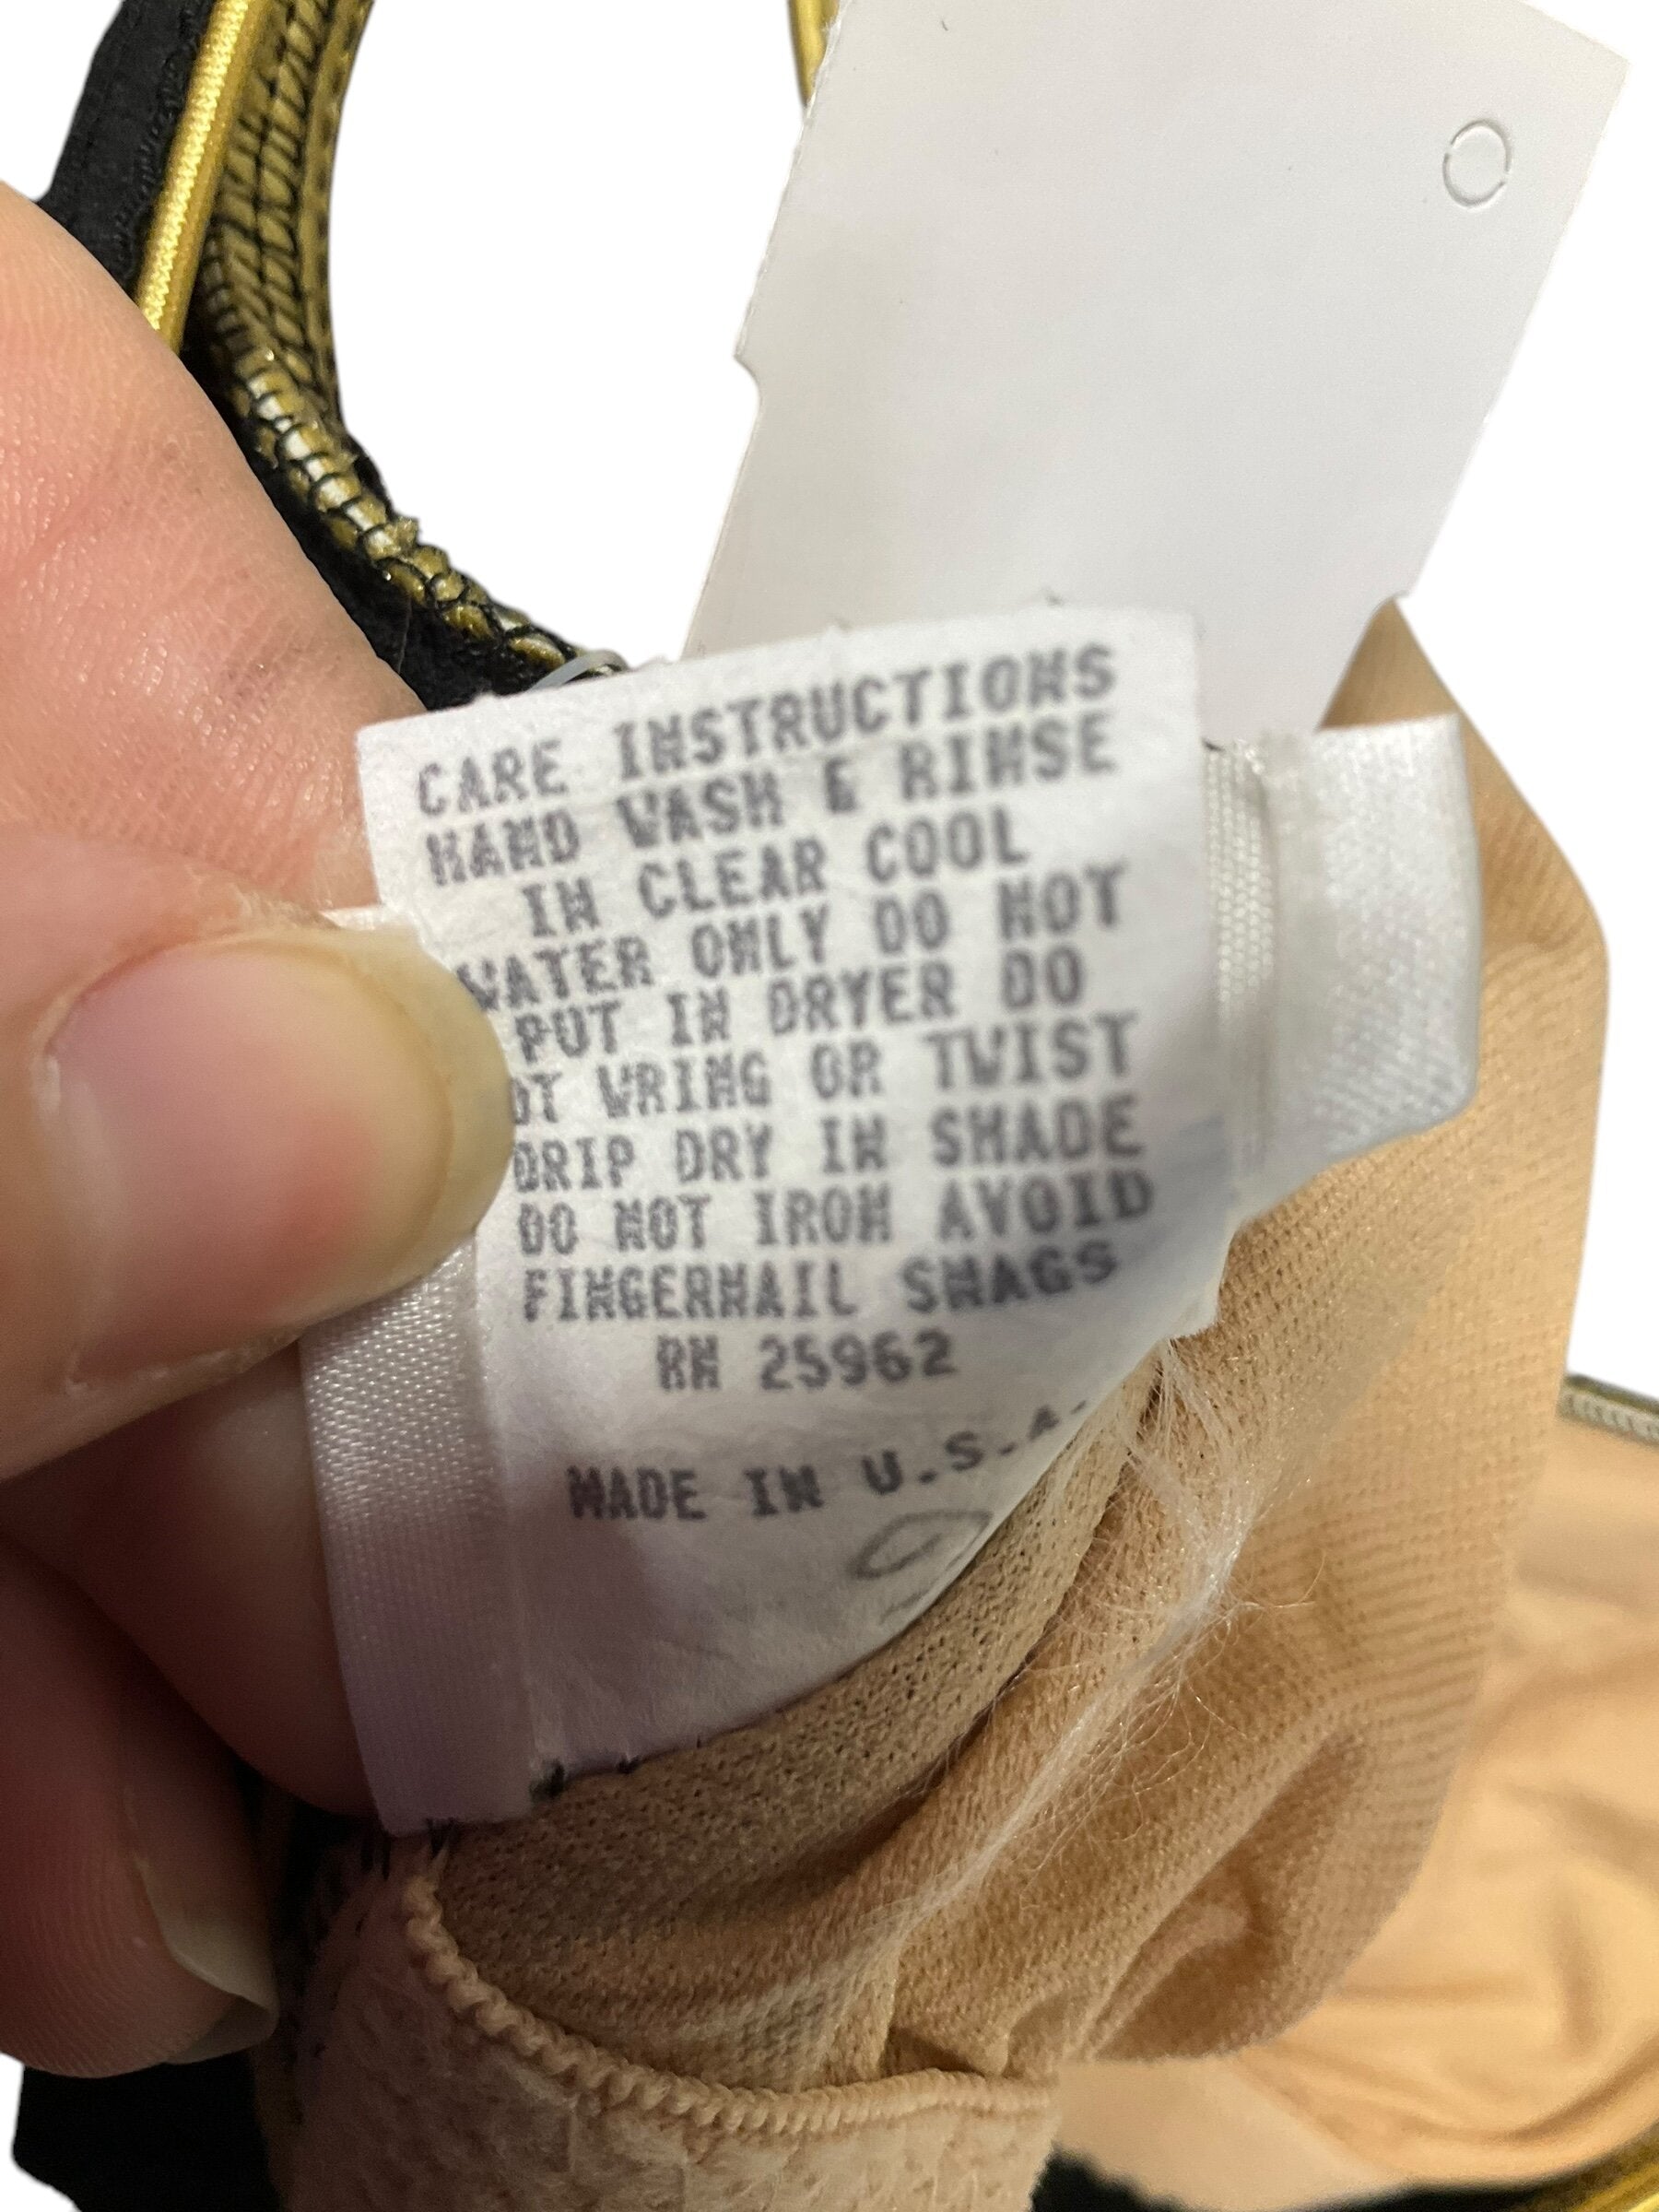 CARE INSTRUCTIONS
HAND WASH & RINSE
IN CLEAR COOL
WATER ONLY DO NOT
PUT IN DRYER DO
OT WRING OR TWIST
DRIP DRY IN SHADE
DO NOT IRON AVOID
FINGERNAIL SNAGS
RN 25962
MADE IN U.S.A.